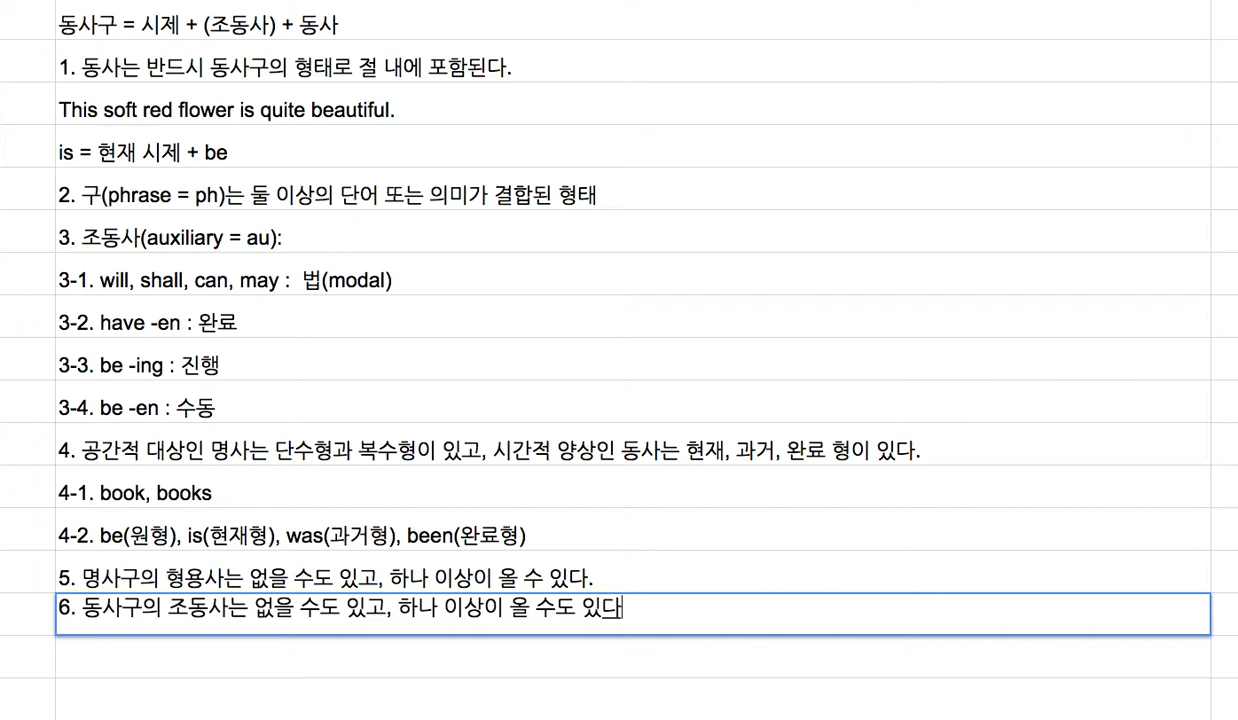 동사구 = 시제 + (조동사) + 동사
1. 동사는 반드시 동사구의 형태로 절 내에 포함된다.
This soft red flower is quite beautiful.
is = 현재 시제 + be
2. 구(phrase = ph)는 둘 이상의 단어 또는 의미가 결합된 형태
3. 조동사(auxiliary = au):
3-1. will, shall, can, may :  법(modal)
3-2. have -en : 완료
3-3. be -ing : 진행
3-4. be -en : 수동
4. 공간적 대상인 명사는 단수형과 복수형이 있고, 시간적 양상인 동사는 현재, 과거, 완료 형이 있다.
4-1. book, books
4-2. be(원형), is(현재형), was(과거형), been(완료형)
5. 명사구의 형용사는 없을 수도 있고, 하나 이상이 올 수 있다.
6. 동사구의 조동사는 없을 수도 있고, 하나 이상이 올 수도 있다